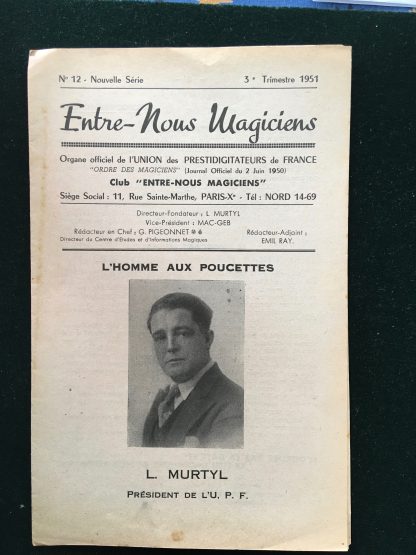 N° 12 - Nouvelle Série 3e Trimestre 1951
Entre-Nous Magiciens
Organe officiel de l'UNION des PRESTIDIGITATEURS de FRANCE
"ORDRE DES MAGICIENS" (Journal Officiel du 2 Juin 1950)
Club "ENTRE-NOUS MAGICIENS"
Siège Social : 11, Rue Sainte-Marthe, PARIS-Xe - Tél : NORD 14-69
Directeur-Fondateur : L. MURTYL
Vice-Président : MAC-GEB
Rédacteur en Chef : G. PIGEONNET
Directeur du Centre d'Etudes et d'Informations Magiques
Rédacteur-Adjoint :
EMIL RAY.
L'HOMME AUX POUCETTES
L. MURTYL
PRÉSIDENT DE L'U. P. F.